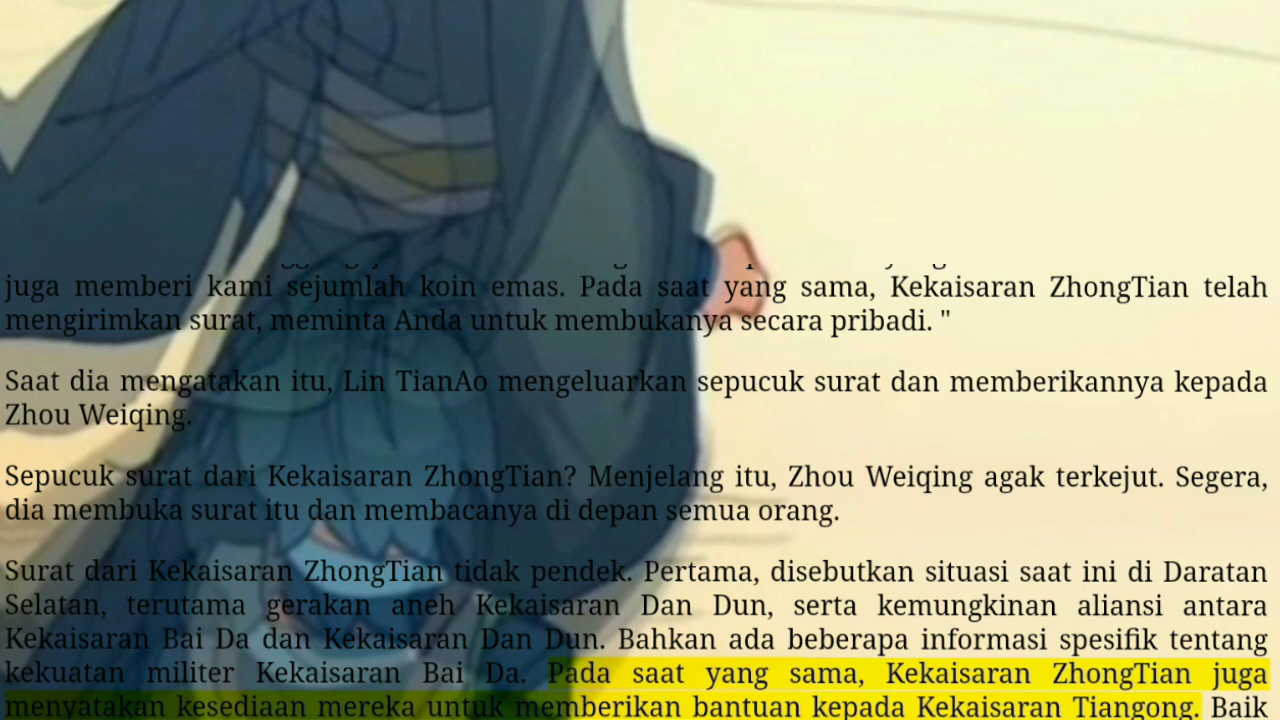 juga memberi kami sejumlah koin emas. Pada saat yang sama, Kekaisaran ZhongTian telah
mengirimkan surat, meminta Anda untuk membukanya secara pribadi. "
Saat dia mengatakan itu, Lin TianAo mengeluarkan sepucuk surat dan memberikannya kepada
Zhou Weiqing.
Sepucuk surat dari Kekaisaran ZhongTian? Menjelang itu, Zhou Weiqing agak terkejut. Segera,
dia membuka surat itu dan membacanya di depan semua orang.
Surat dari Kekaisaran ZhongTian tidak pendek. Pertama, disebutkan situasi saat ini di Daratan
Selatan, terutama gerakan aneh Kekaisaran Dan Dun, serta kemungkinan aliansi antara
Kekaisaran Bai Da dan Kekaisaran Dan Dun. Bahkan ada beberapa informasi spesifik tentang
kekuatan militer Kekaisaran Bai Da. Pada saat yang sama, Kekaisaran ZhongTian juga
menyatakan kesediaan mereka untuk memberikan bantuan kepada Kekaisaran Tiangong. Baik